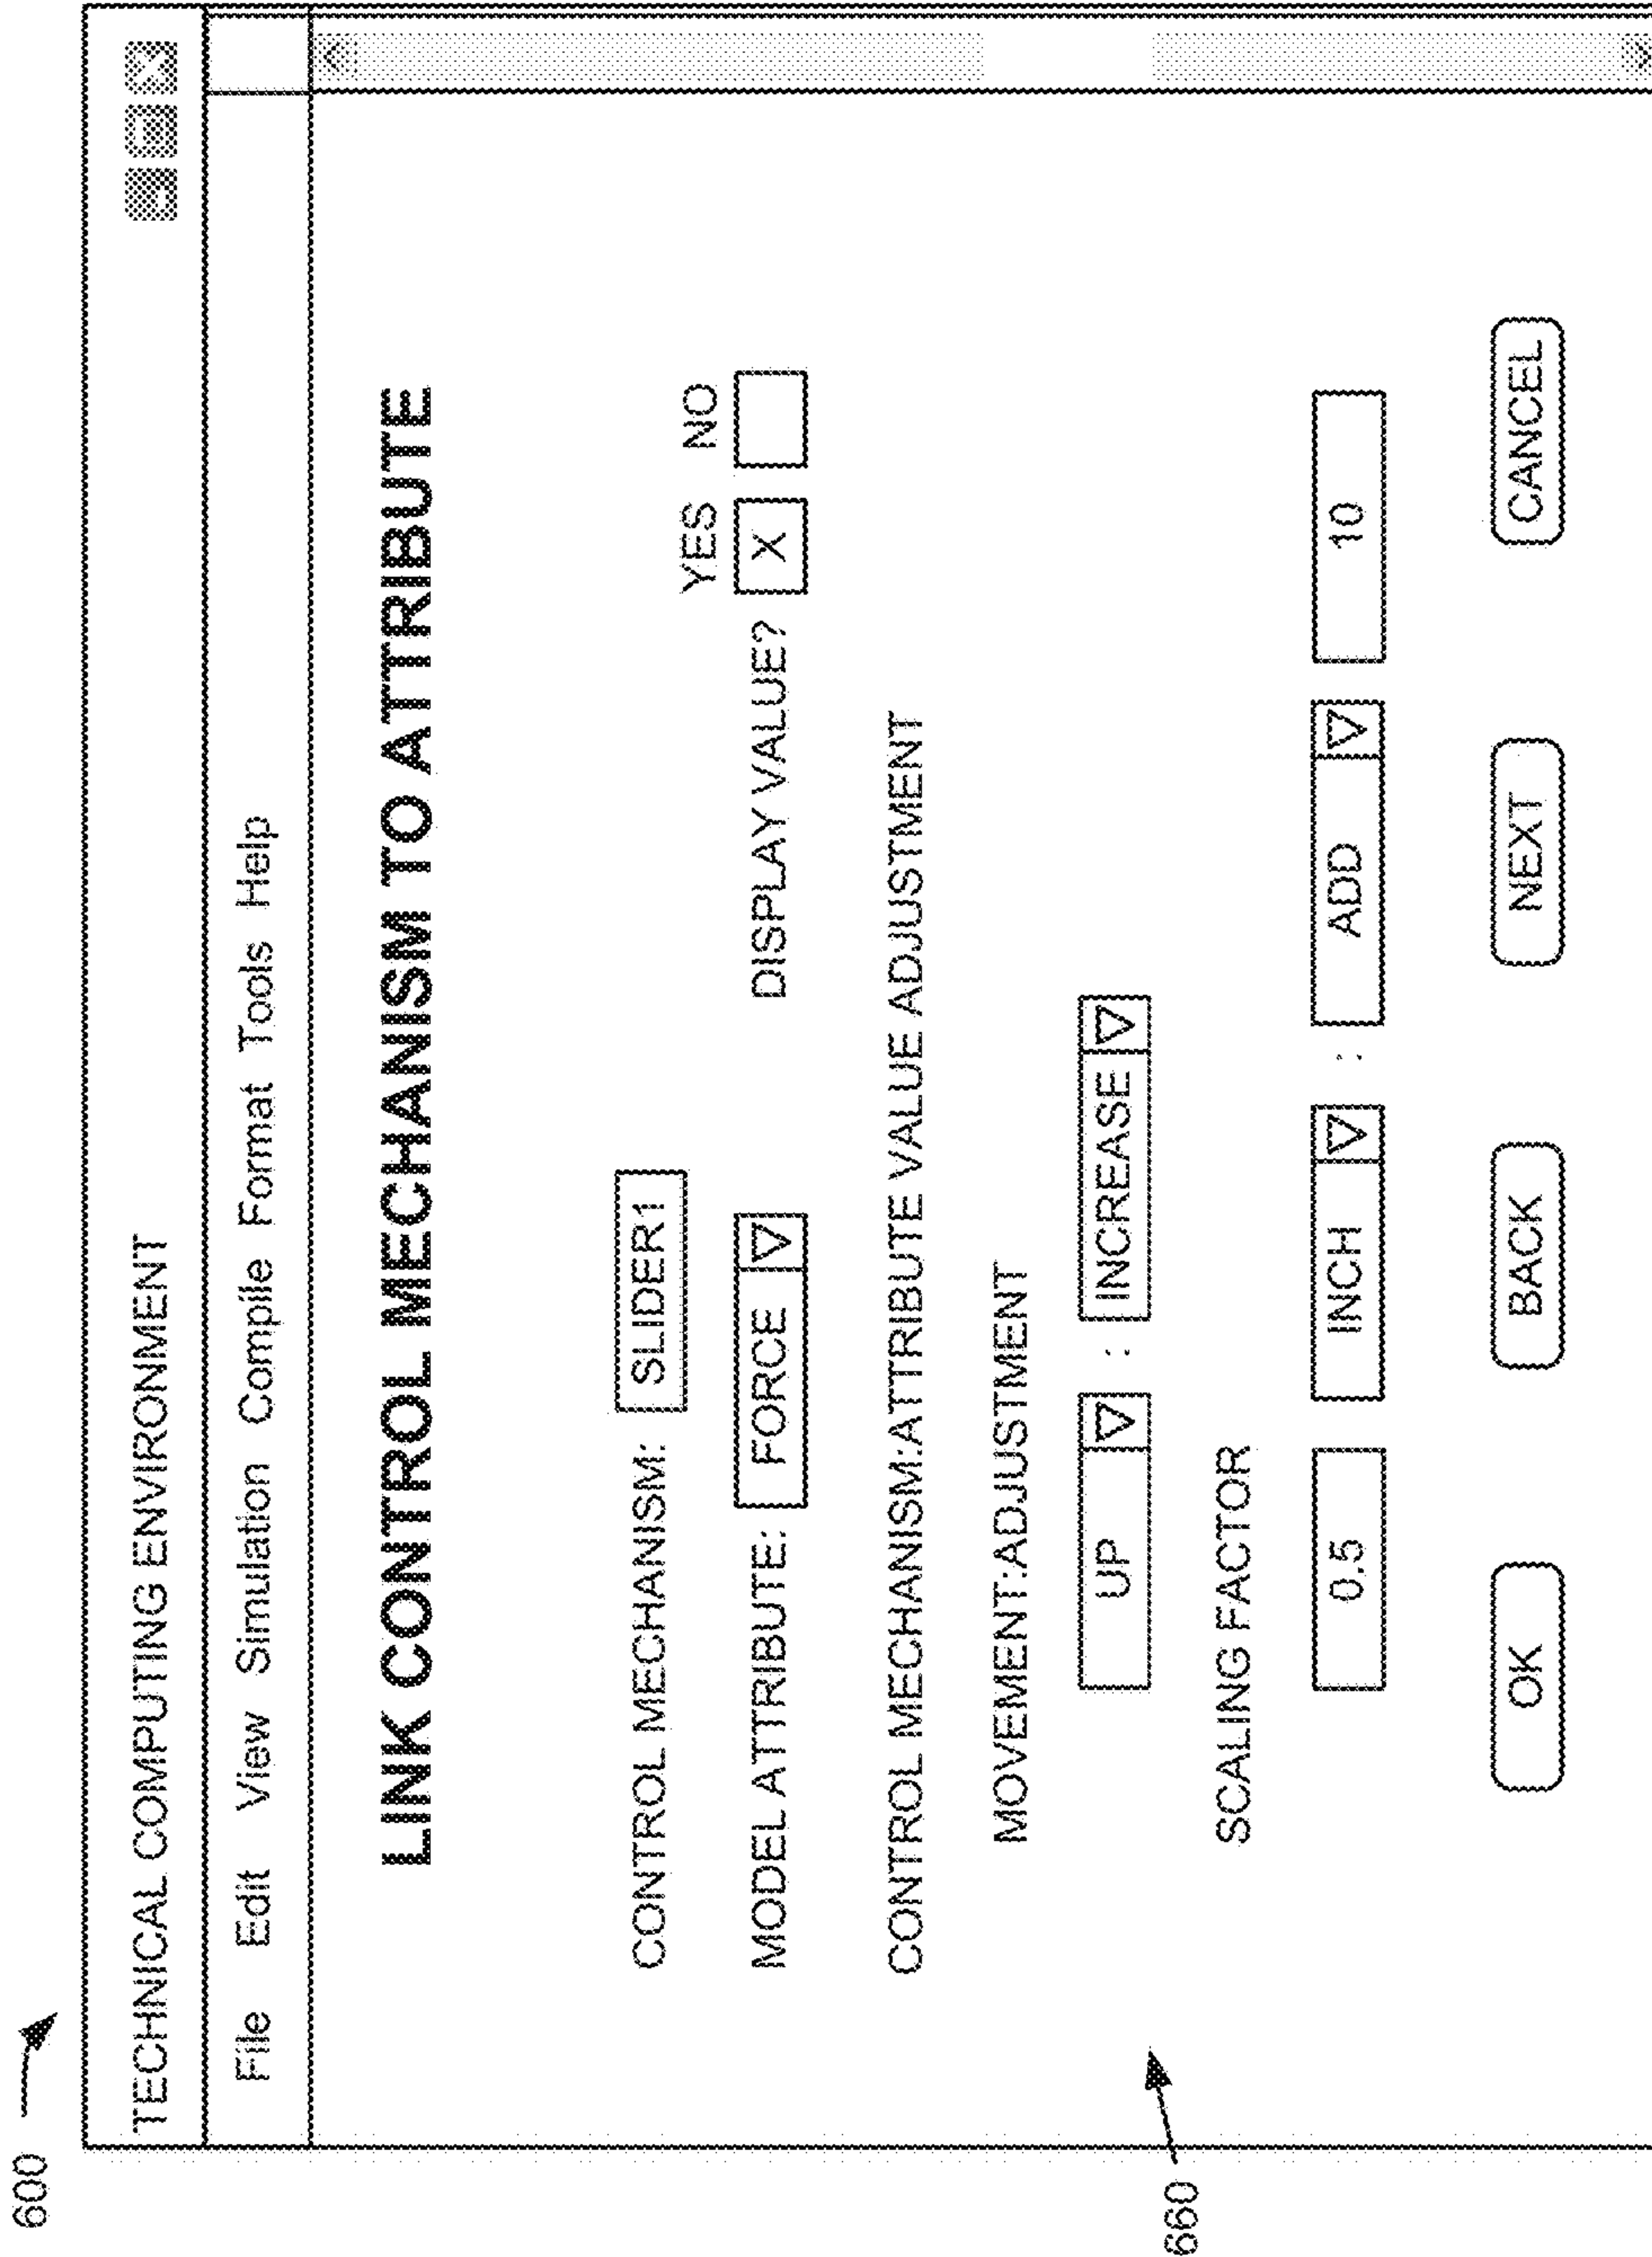 600
TECHNICAL COMPUTING ENVIRONMENT
File Edit View Simulation Compile Format Tools Help
LINK CONTROL MECHANISM TO ATTRIBUTE
CONTROL MECHANISM: SLIDER1
YES NO
MODEL ATTRIBUTE: FORCE DISPLAY VALUE? X
CONTROL MECHANISM:ATTRIBUTE VALUE ADJUSTMENT
MOVEMENT:ADJUSTMENT
UP : INCREASE
660
SCALING FACTOR
0.5 INCH : ADD 10
OK BACK NEXT CANCEL